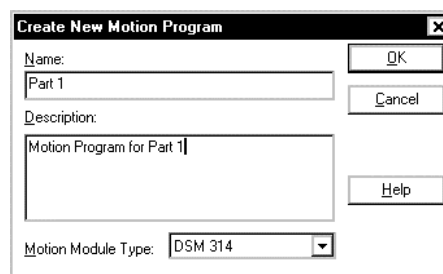 Create New Motion Program
Name:
OK
Part 1
Cancel
Description:
Motion Program for Part 1
Help
Motion Module Type: DSM 314